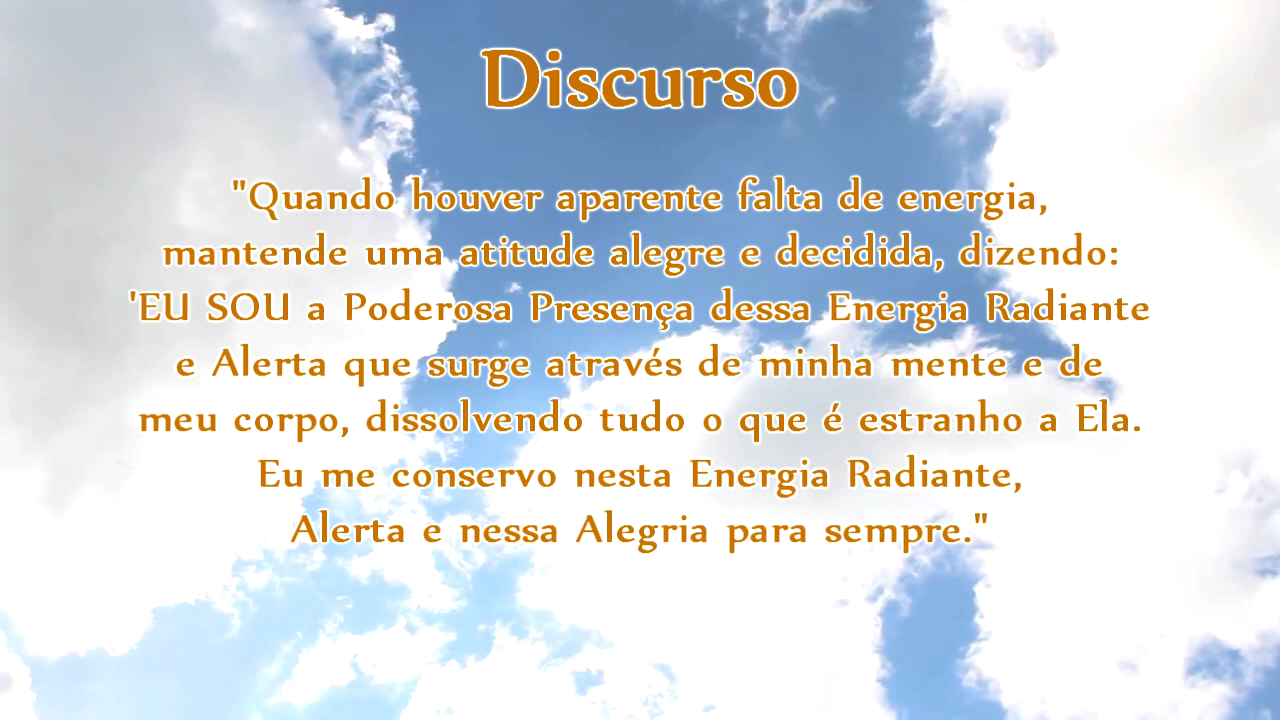 Discurso
"Quando houver aparente falta de energia,
mantende uma atitude alegre e decidida, dizendo:
'EU SOU a Poderosa Presença dessa Energia Radiante
e Alerta que surge através de minha mente e de
meu corpo, dissolvendo tudo o que é estranho a Ela.
Eu me conservo nesta Energia Radiante,
Alerta e nessa Alegria para sempre."